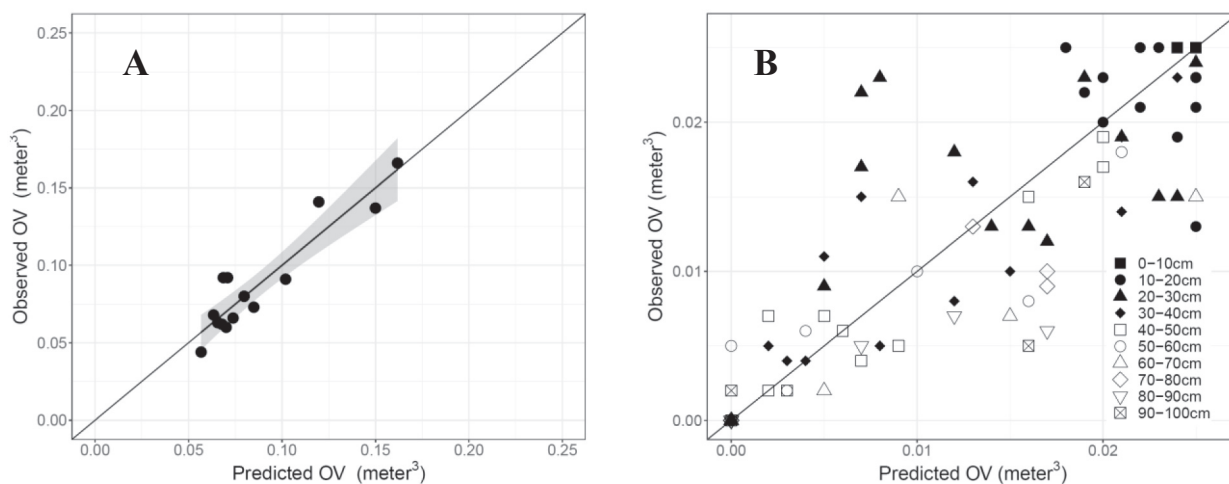 A
0.25
0.20
0.15
0.10
0.05
0.00
Observed OV (meter³)
0.00 0.05 0.10 0.15 0.20 0.25
Predicted OV (meter³)
B
0.02
0.01
0.00
Observed OV (meter³)
0-10cm
10-20cm
20-30cm
30-40cm
40-50cm
50-60cm
60-70cm
70-80cm
80-90cm
90-100cm
0.00 0.01 0.02
Predicted OV (meter³)